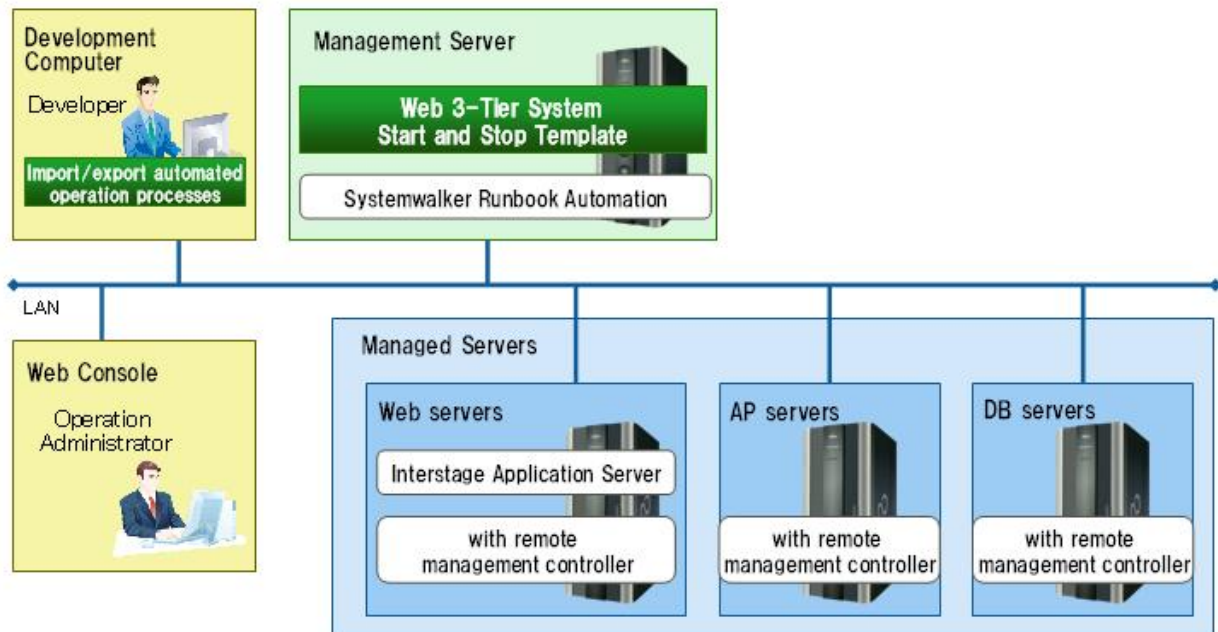 Development
Computer
Developer
Import/export automated
operation processes
Management Server
Web 3-Tier System
Start and Stop Template
Systemwalker Runbook Automation
LAN
Web Console
Operation
Administrator
Managed Servers
Web servers
Interstage Application Server
with remote
management controller
AP servers
with remote
management controller
DB servers
with remote
management controller